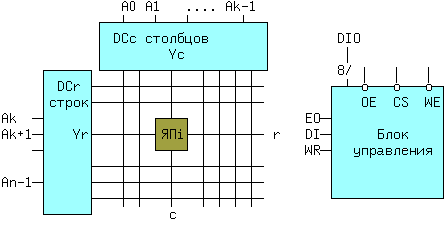 A0 A1 .... Ak-1
DCc столбцов
Yc
DCr
строк
Ak
Ak+1
Yr
ЯПi
r
An-1
c
DIO
8/
OE CS WE
EO
DI
WR
Блок
управления